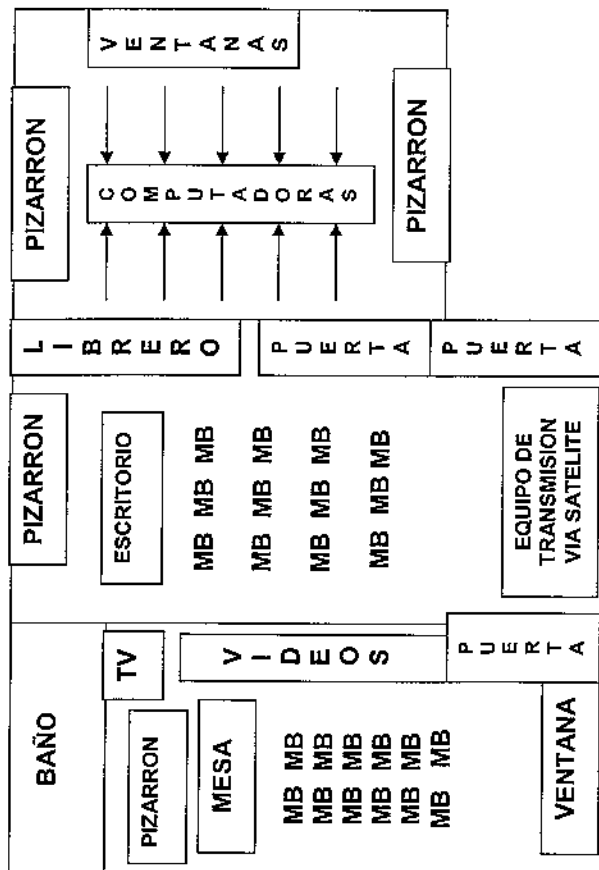 BAÑO
TV
PIZARRON
MESA
MB MB
MB MB
MB MB
MB MB
MB MB
MB MB
VENTANA
VIDEOS
PUERTA
PIZARRON
ESCRITORIO
MB MB MB
MB MB MB
MB MB MB
MB MB MB
EQUIPO DE
TRANSMISION
VIA SATELITE
LIBRERO
PUERTA
PUERTA
PIZARRON
COMPUTADORAS
PIZARRON
VENTANAS